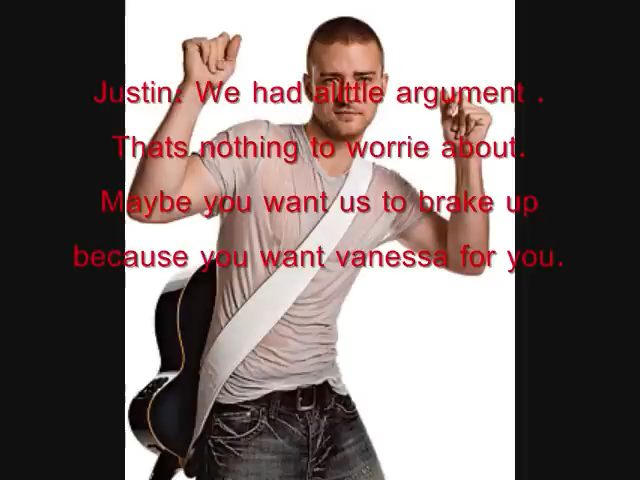 Justin: We had alittle argument .
Thats nothing to worrie about.
Maybe you want us to brake up
because you want vanessa for you.